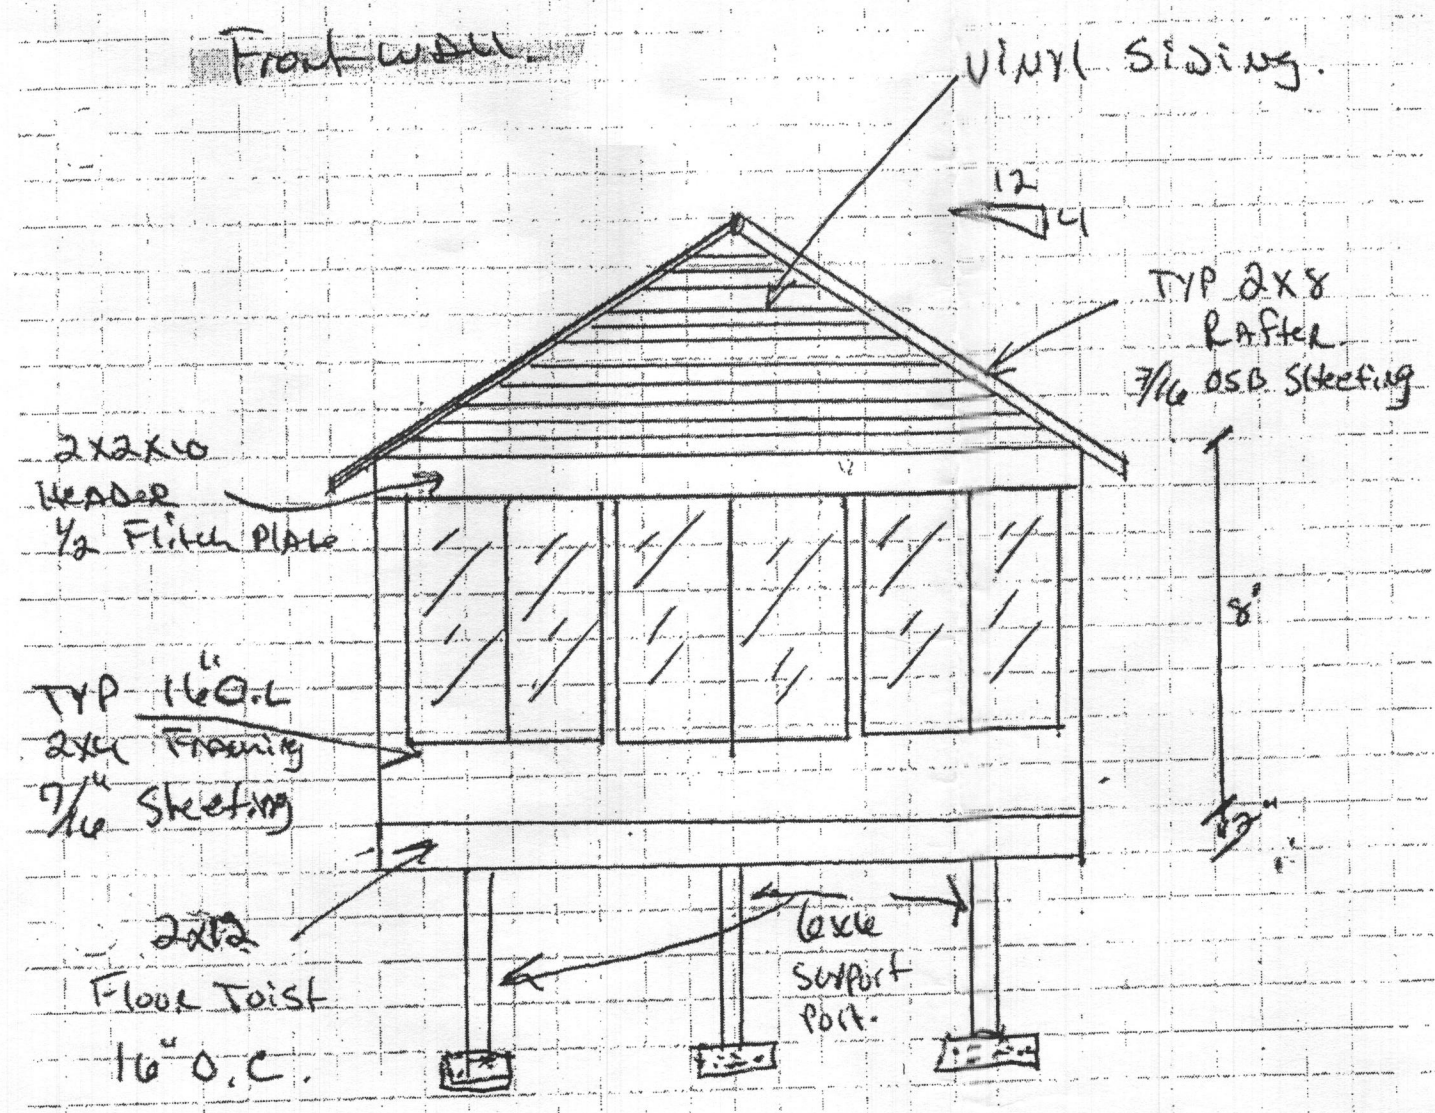 Front WALL.
VINYL SIDING.
12
4
TYP 2x8
RAfter.
7/16 OSB SHeeting
2x2x10
HEADER
1/2 Flitch PLAte
8'
TYP 16" O.C
2x4 Framing
7/16" Sheeting
12"
2x12
Floor Joist
16" O.C.
6x6
Support
Post.